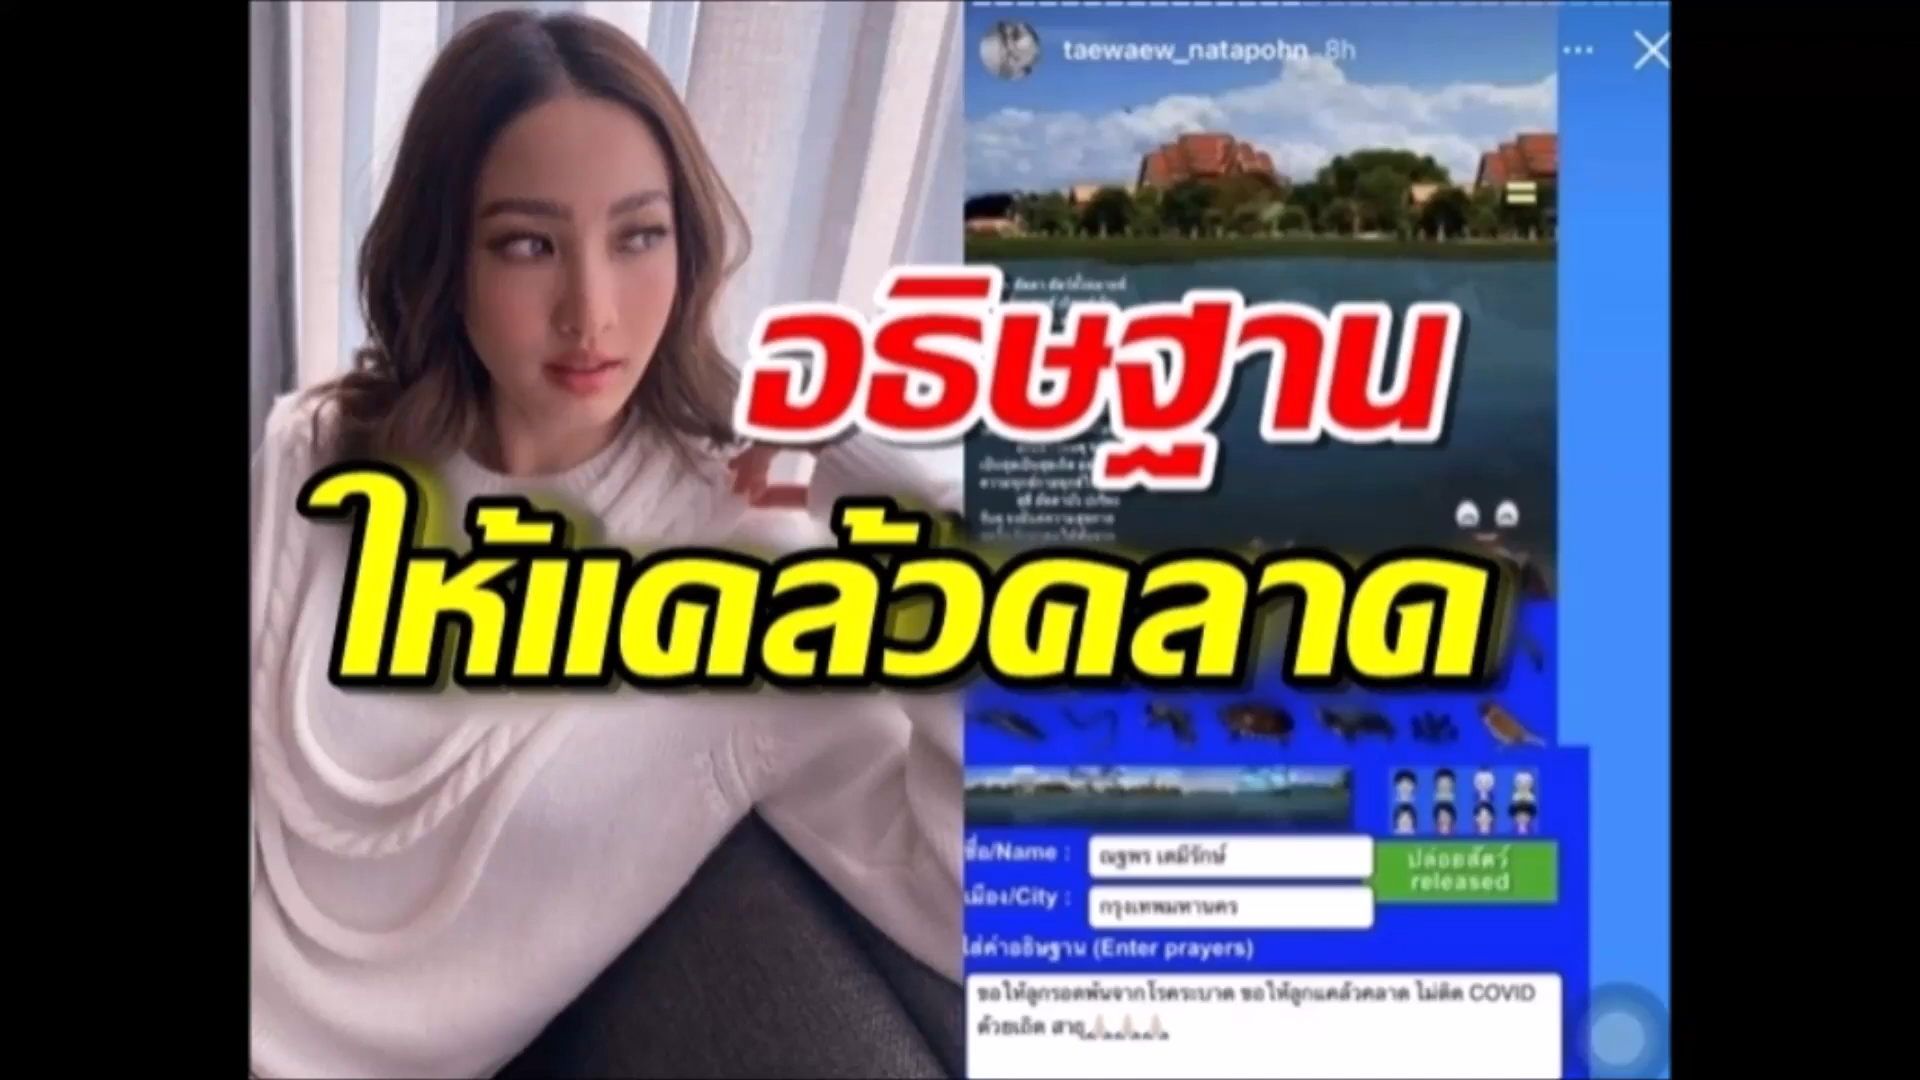 taewaew_natapohn 8h
อธิษฐาน
ให้แคล้วคลาด
ชื่อ/Name :
ณฐพร เตมีรักษ์
ปล่อยสัตว์
released
เมือง/City :
กรุงเทพมหานคร
ใส่คำอธิษฐาน (Enter prayers)
ขอให้ลูกรอดพ้นจากโรคระบาด ขอให้ลูกแคล้วคลาด ไม่ติด COVID
ด้วยเถิด สาธุ